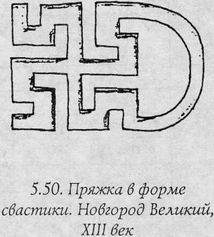 5.50. Пряжка в форме
свастики. Новгород Великий,
XIII век